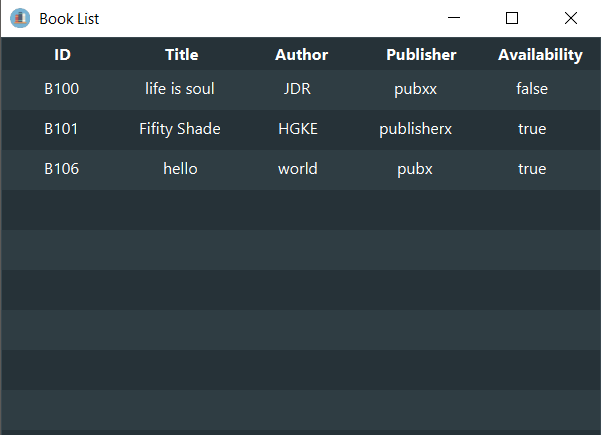 Book List
ID Title Author Publisher Availability
B100 life is soul JDR pubxx false
B101 Fifity Shade HGKE publisherx true
B106 hello world pubx true